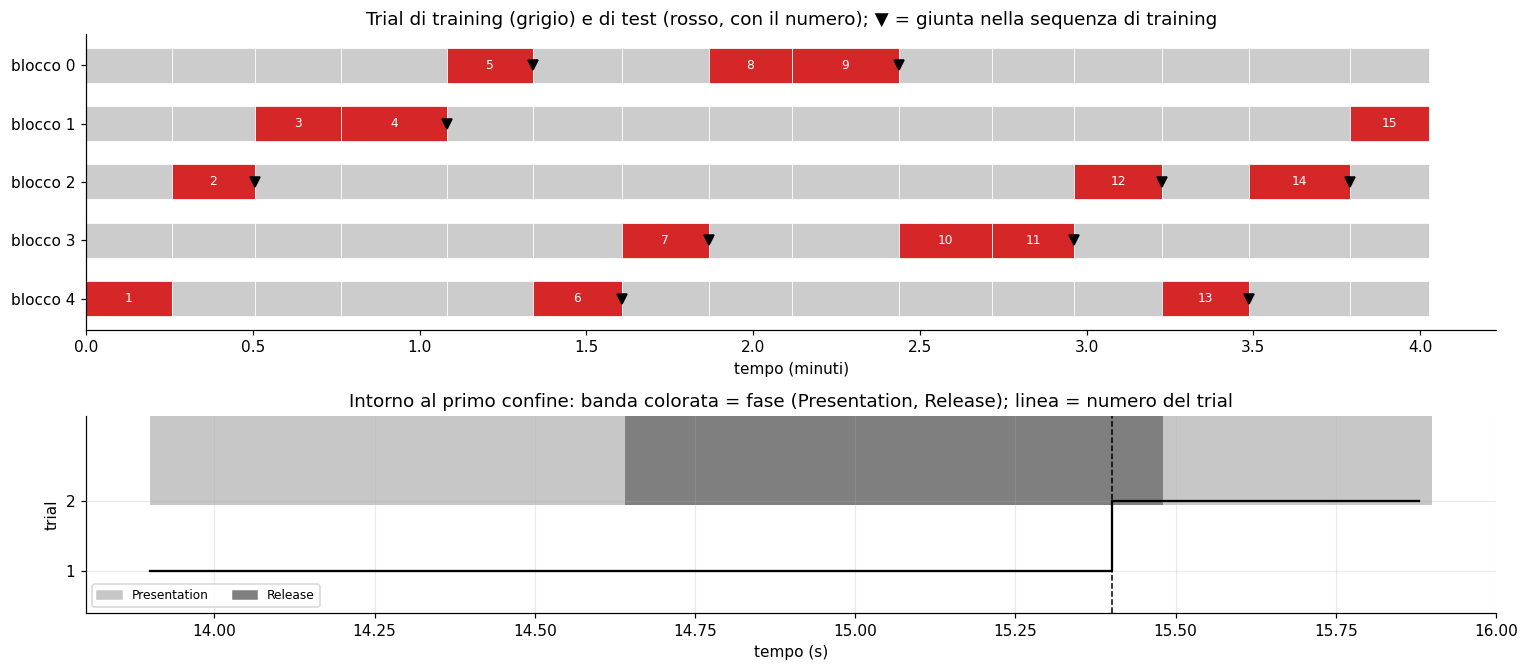 Trial di training (grigio) e di test (rosso, con il numero); ▼ = giunta nella sequenza di training
blocco 0
5
8
9
blocco 1
3
4
15
blocco 2
2
12
14
blocco 3
7
10
11
blocco 4
1
6
13
0.0 0.5 1.0 1.5 2.0 2.5 3.0 3.5 4.0
tempo (minuti)
Intorno al primo confine: banda colorata = fase (Presentation, Release); linea = numero del trial
trial
2
1
Presentation Release
14.00 14.25 14.50 14.75 15.00 15.25 15.50 15.75 16.00
tempo (s)